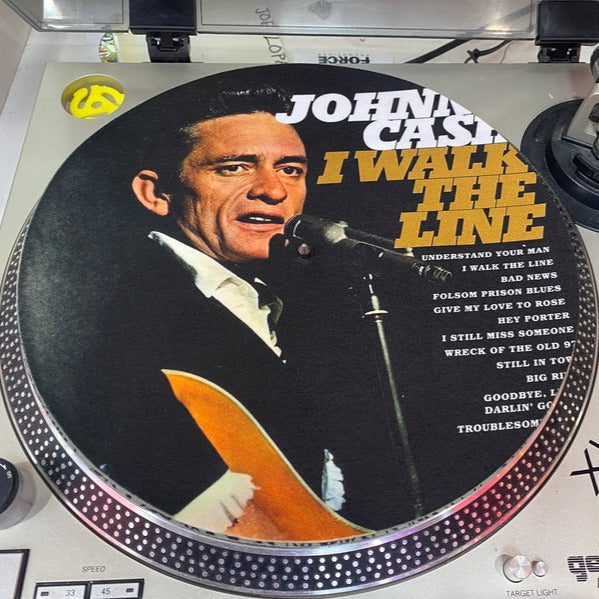 FORCE
JOHNN
CASH
I WALK
THE
LINE
UNDERSTAND YOUR MAN
I WALK THE LINE
BAD NEWS
FOLSOM PRISON BLUES
GIVE MY LOVE TO ROSE
HEY PORTER
I STILL MISS SOMEONE
WRECK OF THE OLD 97
STILL IN TOW
BIG RI
GOODBYE, L
DARLIN' GO
TROUBLESOM
SPEED
33 45
TARGET LIGHT
ge